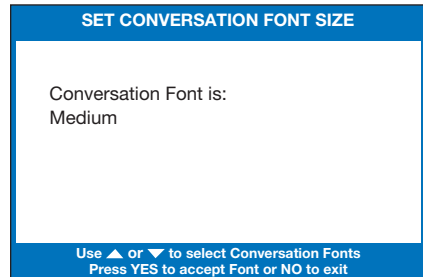 SET CONVERSATION FONT SIZE
Conversation Font is:
Medium
Use ▲ or ▼ to select Conversation Fonts
Press YES to accept Font or NO to exit